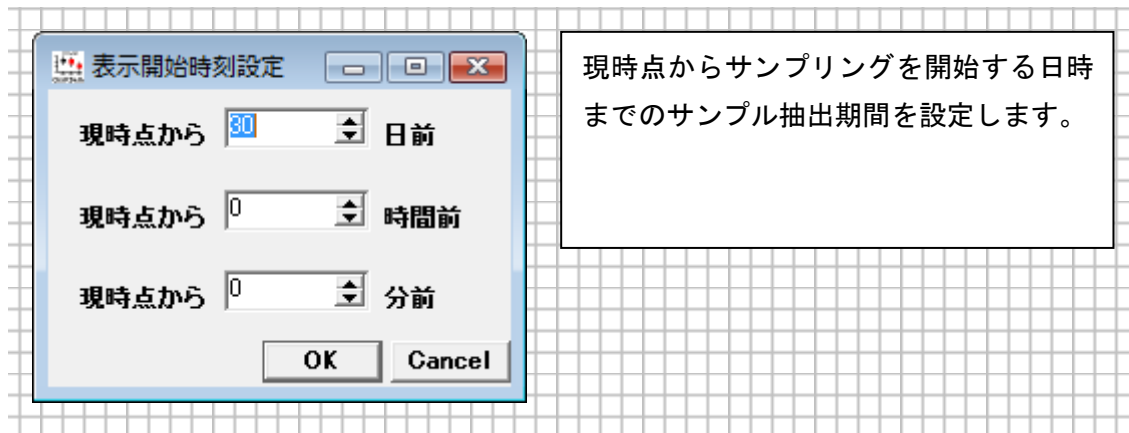 表示開始時刻設定
現時点から 30 日前
現時点から 0 時間前
現時点から 0 分前
OK Cancel
現時点からサンプリングを開始する日時
までのサンプル抽出期間を設定します。